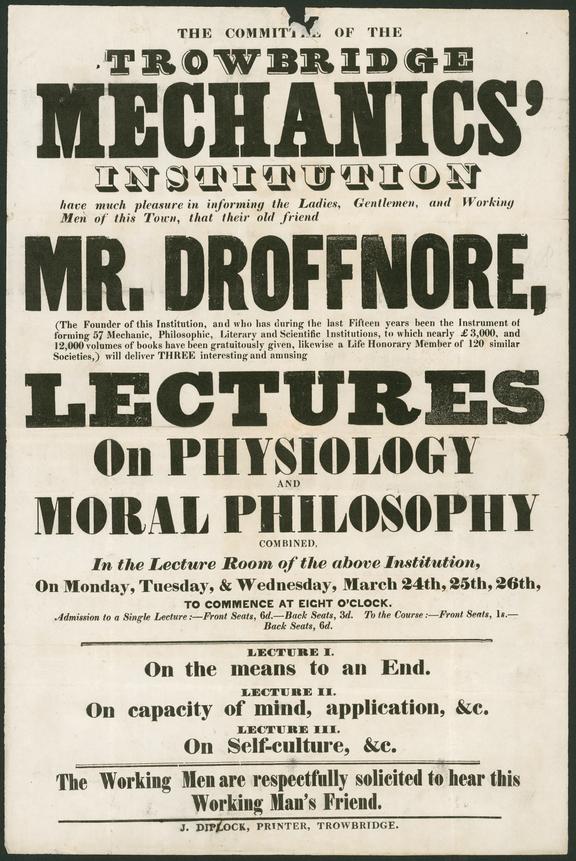 THE COMMITTEE OF THE
TROWBRIDGE
MECHANICS'
INSTITUTION
have much pleasure in informing the Ladies, Gentlemen, and Working
Men of this Town, that their old friend
MR. DROFFNORE,
(The Founder of this Institution, and who has during the last Fifteen years been the Instrument of
forming 57 Mechanic, Philosophic, Literary and Scientific Institutions, to which nearly £3,000, and
12,000 volumes of books have been gratuitously given, likewise a Life Honorary Member of 120 similar
Societies,) will deliver THREE interesting and amusing
LECTURES
On PHYSIOLOGY
AND
MORAL PHILOSOPHY
COMBINED,
In the Lecture Room of the above Institution,
On Monday, Tuesday, & Wednesday, March 24th, 25th, 26th,
TO COMMENCE AT EIGHT O'CLOCK.
Admission to a Single Lecture:—Front Seats, 6d.—Back Seats, 3d. To the Course:—Front Seats, 1s.—
Back Seats, 6d.
LECTURE I.
On the means to an End.
LECTURE II.
On capacity of mind, application, &c.
LECTURE III.
On Self-culture, &c.
The Working Men are respectfully solicited to hear this
Working Man's Friend.
J. DIPLOCK, PRINTER, TROWBRIDGE.